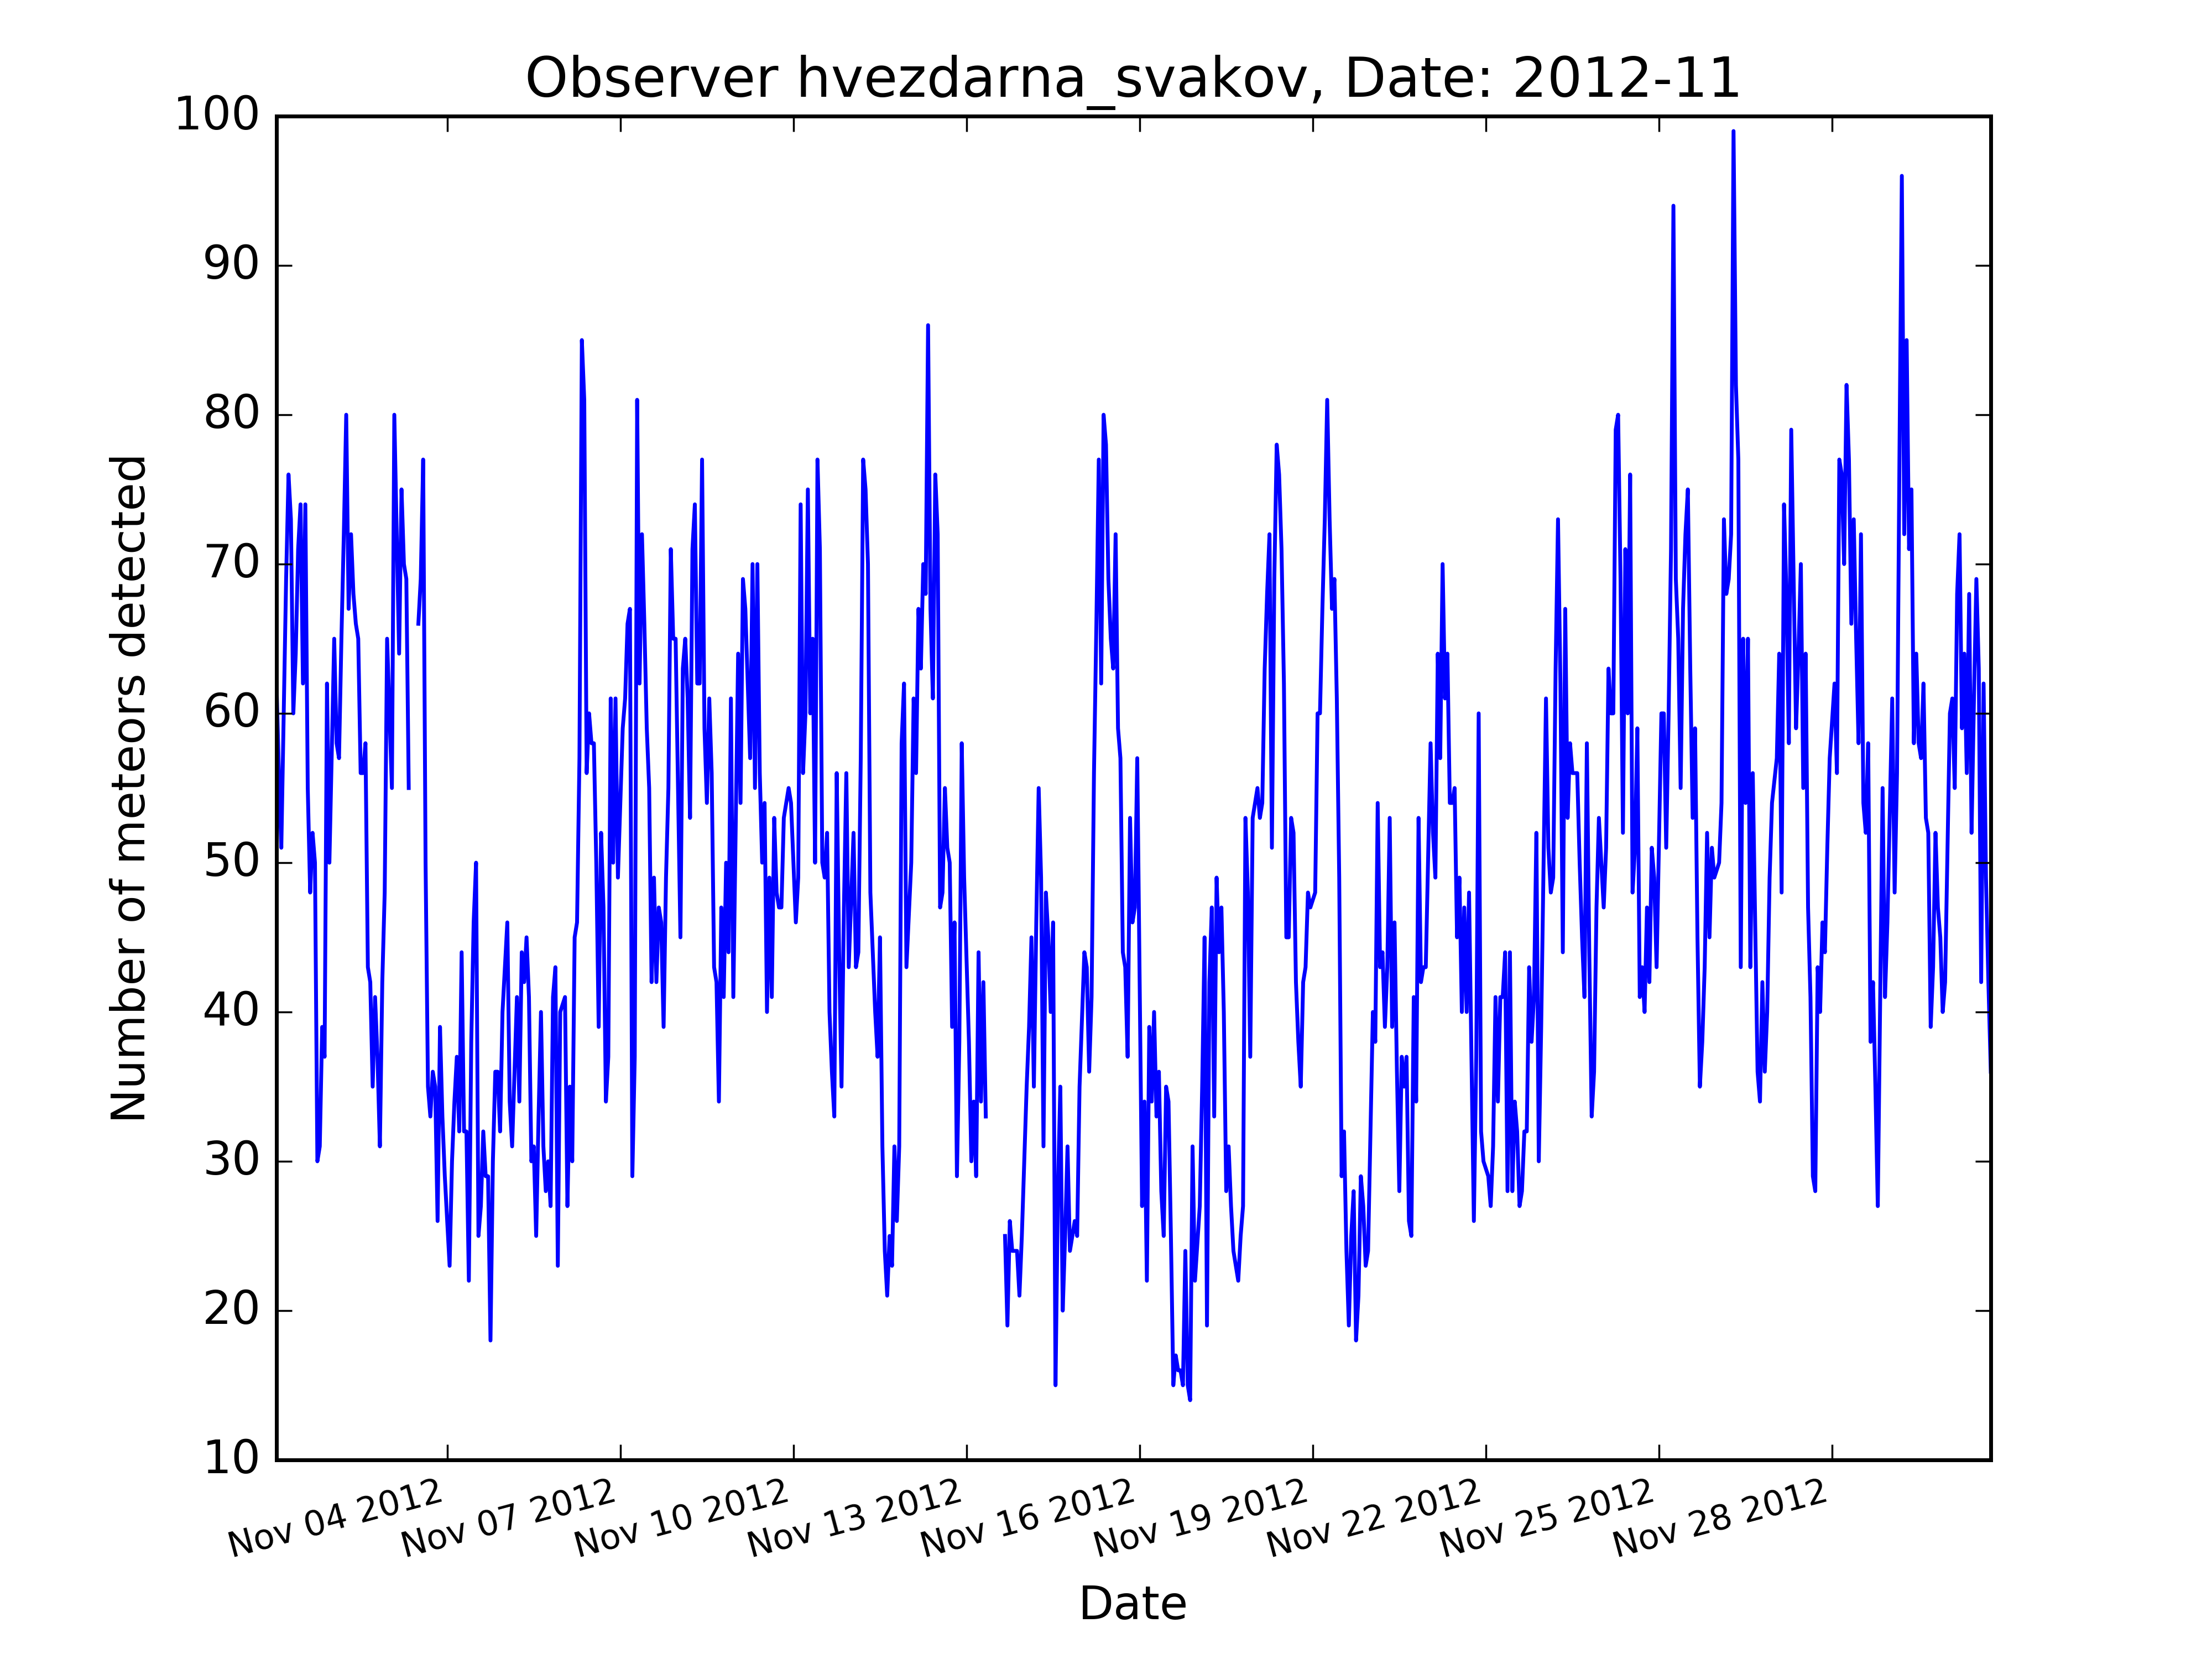 Observer hvezdarna_svakov, Date: 2012-11
Number of meteors detected
100
90
80
70
60
50
40
30
20
10
Nov 04 2012
Nov 07 2012
Nov 10 2012
Nov 13 2012
Nov 16 2012
Nov 19 2012
Nov 22 2012
Nov 25 2012
Nov 28 2012
Date